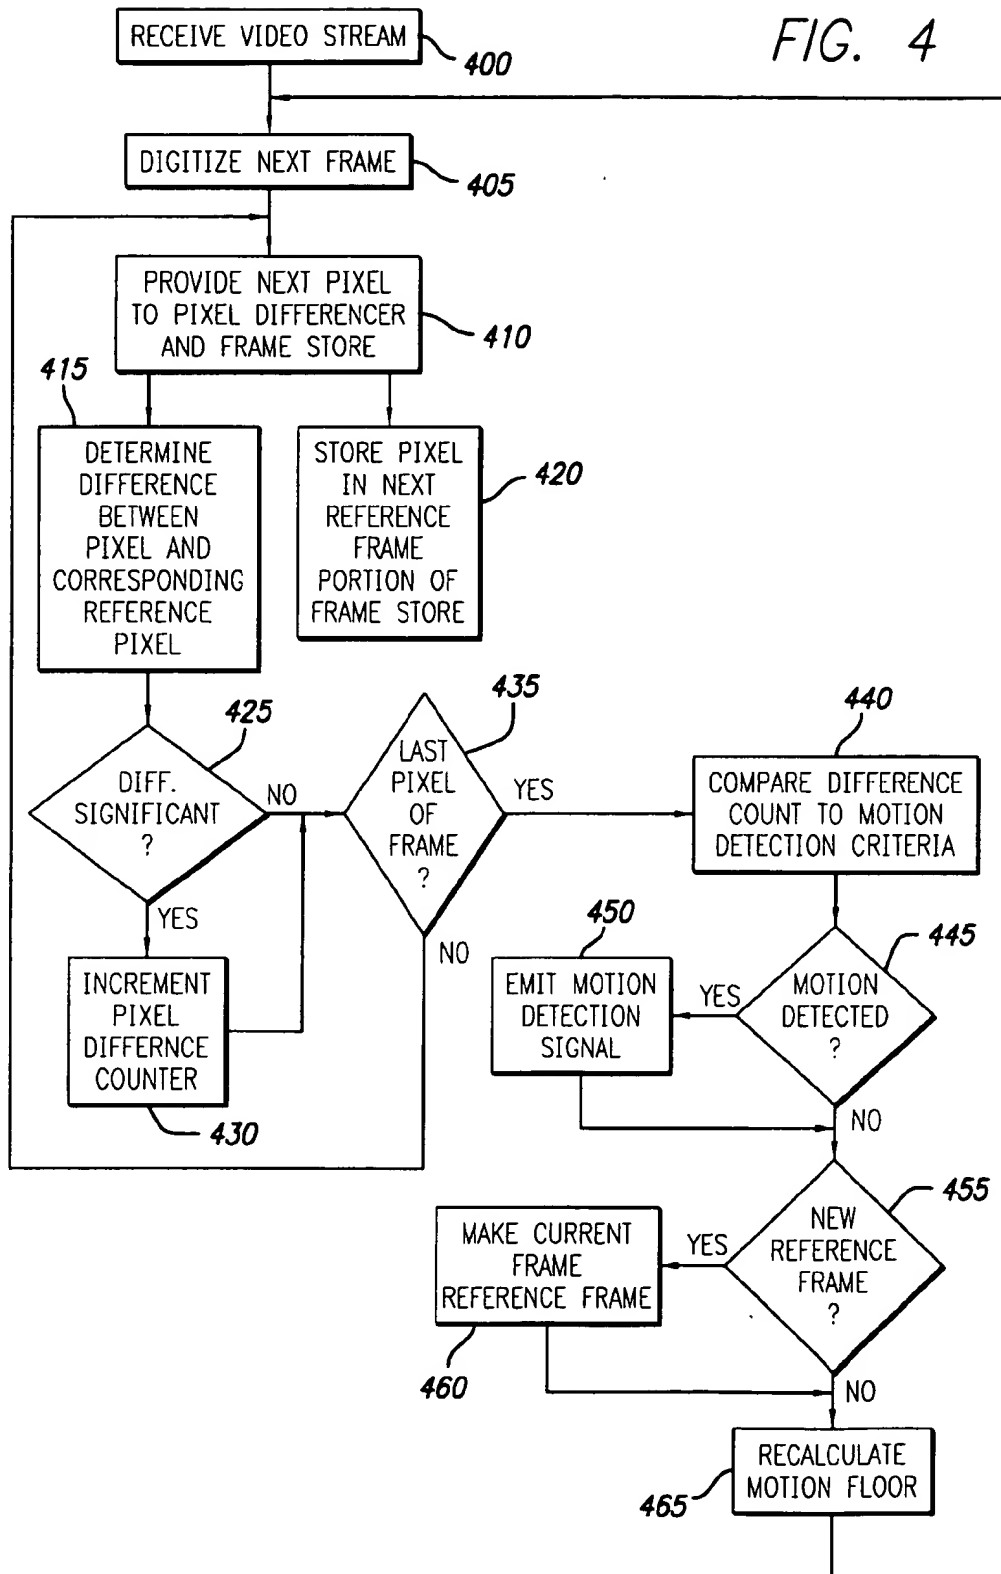 FIG. 4
RECEIVE VIDEO STREAM
400
DIGITIZE NEXT FRAME
405
PROVIDE NEXT PIXEL
TO PIXEL DIFFERENCER
AND FRAME STORE
410
415
DETERMINE
DIFFERENCE
BETWEEN
PIXEL AND
CORRESPONDING
REFERENCE
PIXEL
STORE PIXEL
IN NEXT
REFERENCE
FRAME
PORTION OF
FRAME STORE
420
425
DIFF.
SIGNIFICANT
?
NO
YES
INCREMENT
PIXEL
DIFFERNCE
COUNTER
430
435
LAST
PIXEL
OF
FRAME
?
YES
NO
440
COMPARE DIFFERENCE
COUNT TO MOTION
DETECTION CRITERIA
445
MOTION
DETECTED
?
YES
NO
450
EMIT MOTION
DETECTION
SIGNAL
455
NEW
REFERENCE
FRAME
?
YES
NO
MAKE CURRENT
FRAME
REFERENCE FRAME
460
RECALCULATE
MOTION FLOOR
465